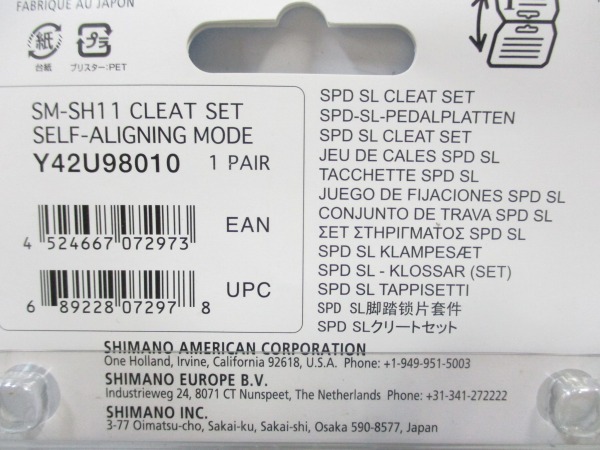 FABRIQUÉ AU JAPON
紙
プラ
台紙
ブリスター:PET
SM-SH11 CLEAT SET
SELF-ALIGNING MODE
Y42U98010 1 PAIR
4 524667 072973 EAN
6 89228 07297 8 UPC
SPD SL CLEAT SET
SPD-SL-PEDALPLATTEN
SPD SL CLEAT SET
JEU DE CALES SPD SL
TACCHETTE SPD SL
JUEGO DE FIJACIONES SPD SL
CONJUNTO DE TRAVA SPD SL
ΣΕΤ ΣΤΗΡΙΓΜΑΤΟΣ SPD SL
SPD SL KLAMPESÆT
SPD SL - KLOSSAR (SET)
SPD SL TAPPISETTI
SPD SL脚踏锁片套件
SPD SLクリートセット
SHIMANO AMERICAN CORPORATION
One Holland, Irvine, California 92618, U.S.A. Phone: +1-949-951-5003
SHIMANO EUROPE B.V.
Industrieweg 24, 8071 CT Nunspeet, The Netherlands Phone: +31-341-272222
SHIMANO INC.
3-77 Oimatsu-cho, Sakai-ku, Sakai-shi, Osaka 590-8577, Japan